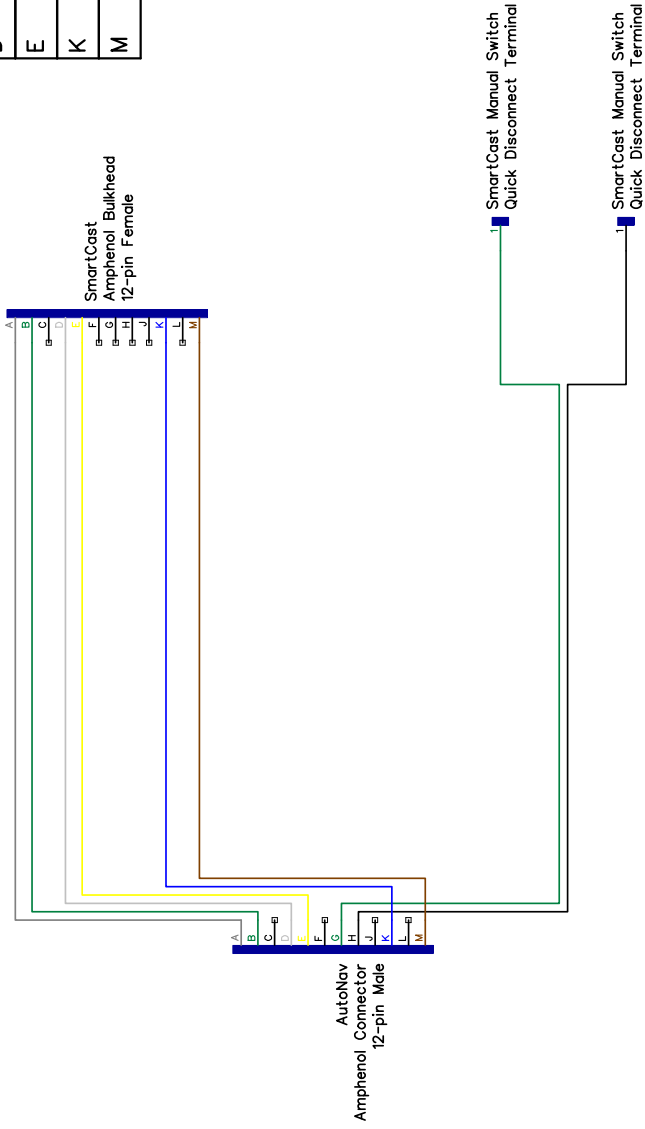 E
K
M
SmartCast
Amphenol Bulkhead
12-pin Female
A
B
C
D
E
F
G
H
J
K
L
M
SmartCast Manual Switch
Quick Disconnect Terminal
1
SmartCast Manual Switch
Quick Disconnect Terminal
1
A
B
C
D
E
F
G
H
J
K
L
M
AutoNav
Amphenol Connector
12-pin Male